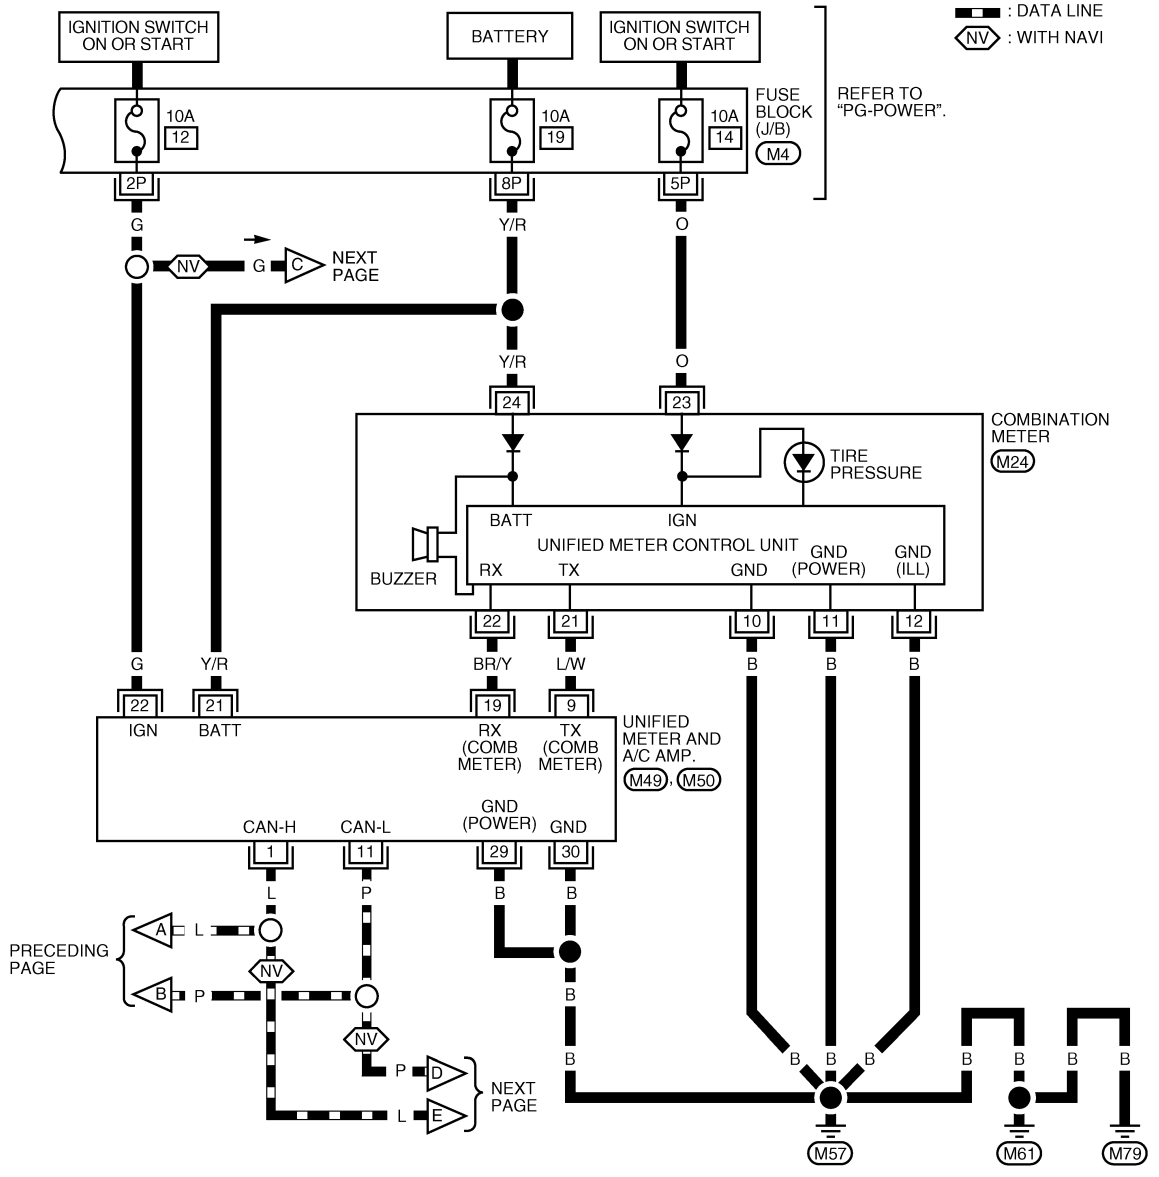 IGNITION SWITCH
ON OR START
BATTERY
IGNITION SWITCH
ON OR START
: DATA LINE
NV : WITH NAVI
10A
12
10A
19
10A
14
FUSE
BLOCK
(J/B)
M4
REFER TO
“PG-POWER”.
2P
8P
5P
G
Y/R
O
NV
G
C
NEXT
PAGE
Y/R
O
24
23
COMBINATION
METER
M24
TIRE
PRESSURE
BATT
IGN
UNIFIED METER CONTROL UNIT
BUZZER
RX
TX
GND
GND
(POWER)
GND
(ILL)
22
21
10
11
12
G
Y/R
BR/Y
L/W
B
B
B
22
21
19
9
IGN
BATT
RX
(COMB
METER)
TX
(COMB
METER)
UNIFIED
METER AND
A/C AMP.
M49 , M50
CAN-H
CAN-L
GND
(POWER)
GND
1
11
29
30
L
P
B
B
PRECEDING
PAGE
A
L
NV
B
P
B
NV
P
D
L
E
NEXT
PAGE
B
B
B
B
B
B
B
B
M57
M61
M79